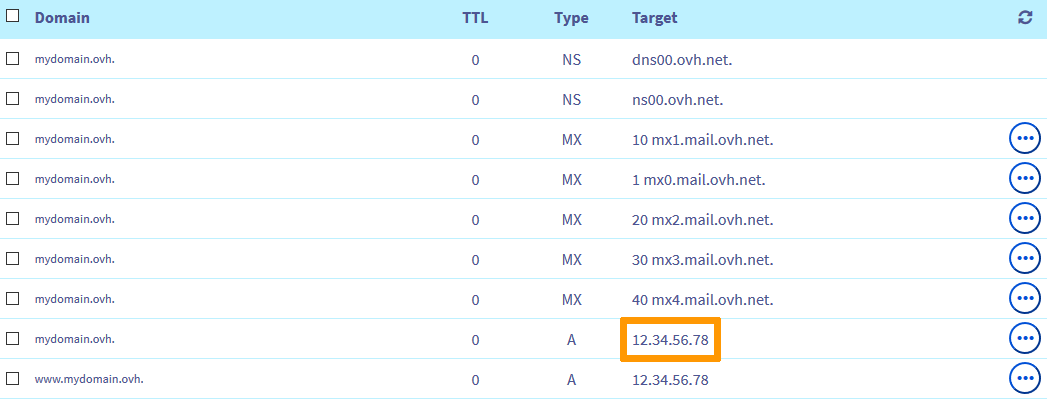 Domain TTL Type Target
mydomain.ovh. 0 NS dns00.ovh.net.
mydomain.ovh. 0 NS ns00.ovh.net.
mydomain.ovh. 0 MX 10 mx1.mail.ovh.net.
mydomain.ovh. 0 MX 1 mx0.mail.ovh.net.
mydomain.ovh. 0 MX 20 mx2.mail.ovh.net.
mydomain.ovh. 0 MX 30 mx3.mail.ovh.net.
mydomain.ovh. 0 MX 40 mx4.mail.ovh.net.
mydomain.ovh. 0 A 12.34.56.78
www.mydomain.ovh. 0 A 12.34.56.78